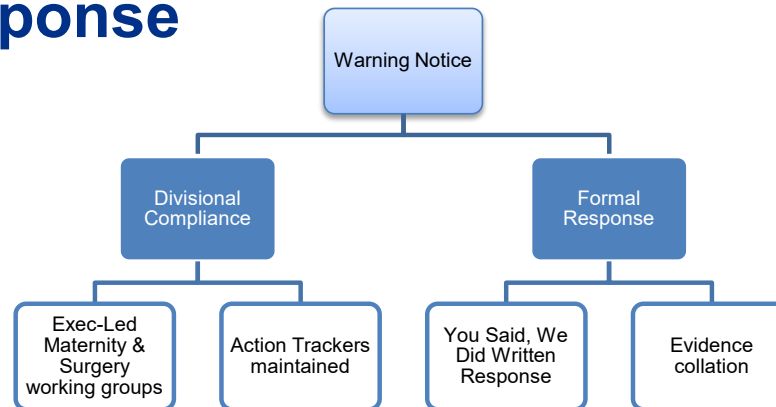 ponse
Warning Notice
Divisional
Compliance
Formal
Response
Exec-Led
Maternity &
Surgery
working groups
Action Trackers
maintained
You Said, We
Did Written
Response
Evidence
collation